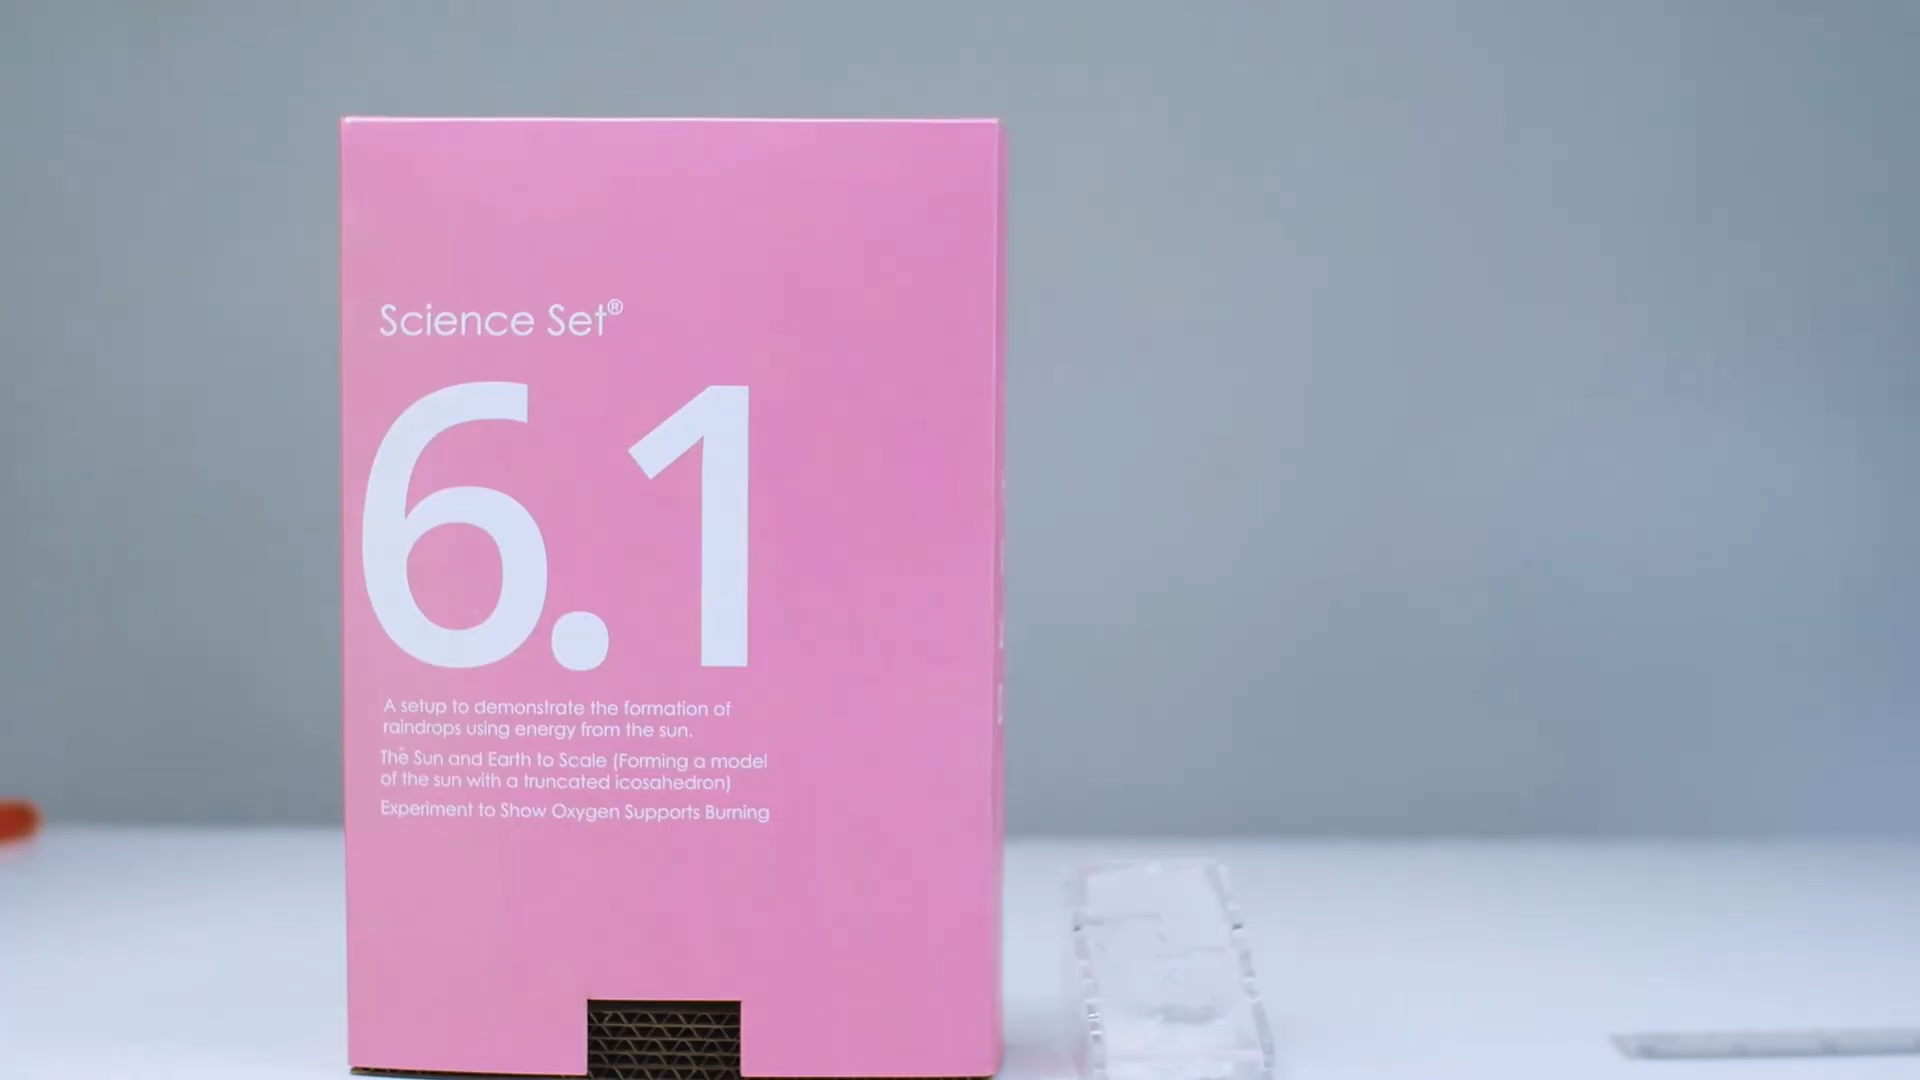 Science Set®
6.1
A setup to demonstrate the formation of
raindrops using energy from the sun.
The Sun and Earth to Scale (Forming a model
of the sun with a truncated icosahedron)
Experiment to Show Oxygen Supports Burning